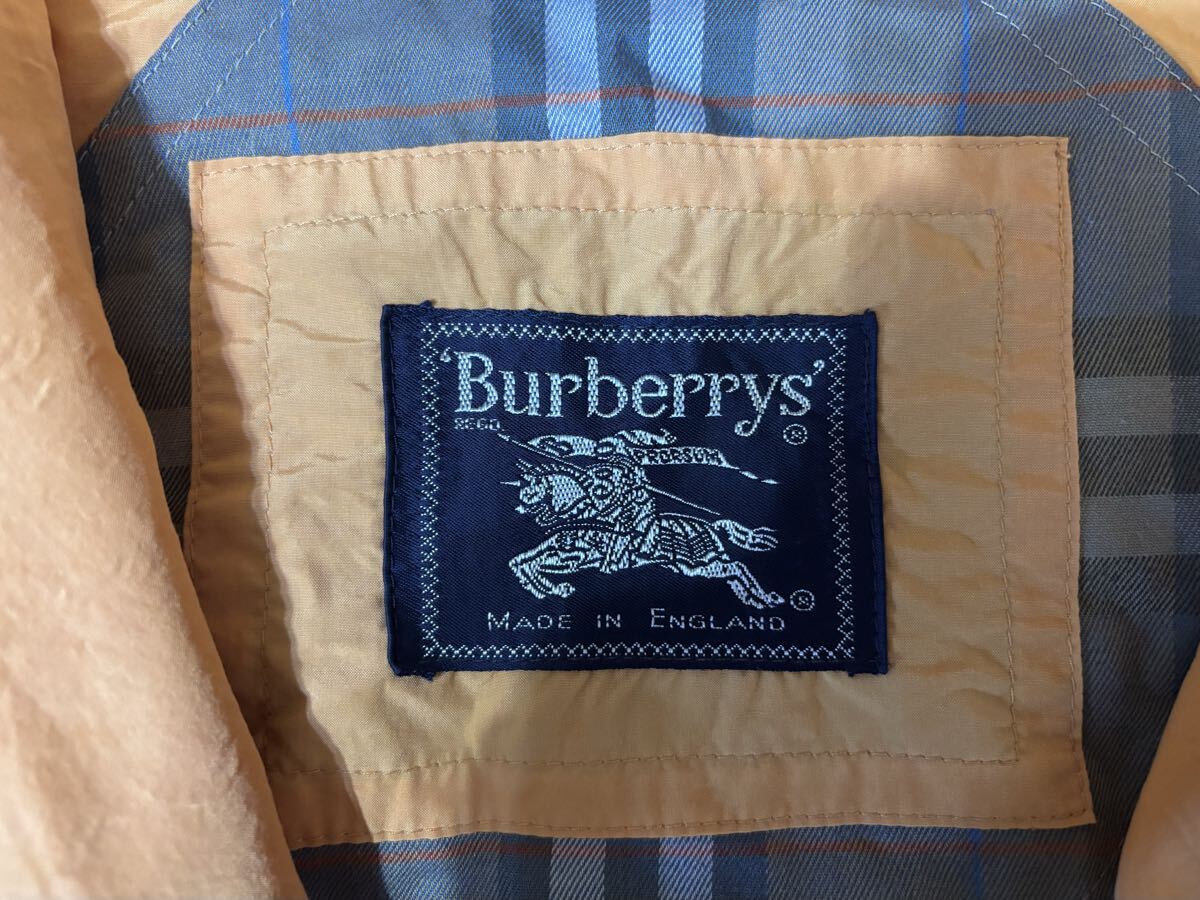 ‘Burberrys’
REGD.
®
PRORSUM
®
MADE IN ENGLAND